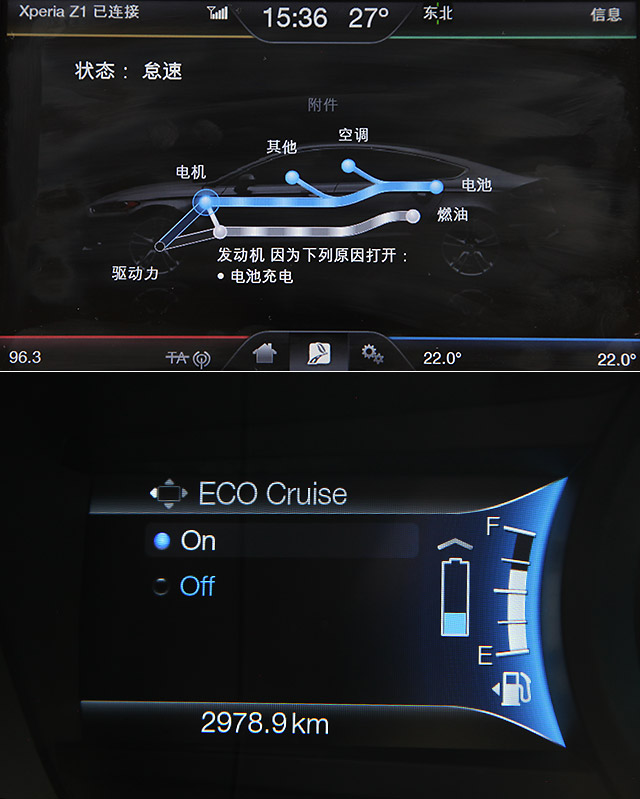 Xperia Z1 已连接
15:36 27° 东北 信息
状态： 怠速
附件
空调
其他
电机
电池
燃油
发动机 因为下列原因打开：
驱动力
• 电池充电
96.3 TA 22.0° 22.0°
ECO Cruise
F
On
Off
E
2978.9 km